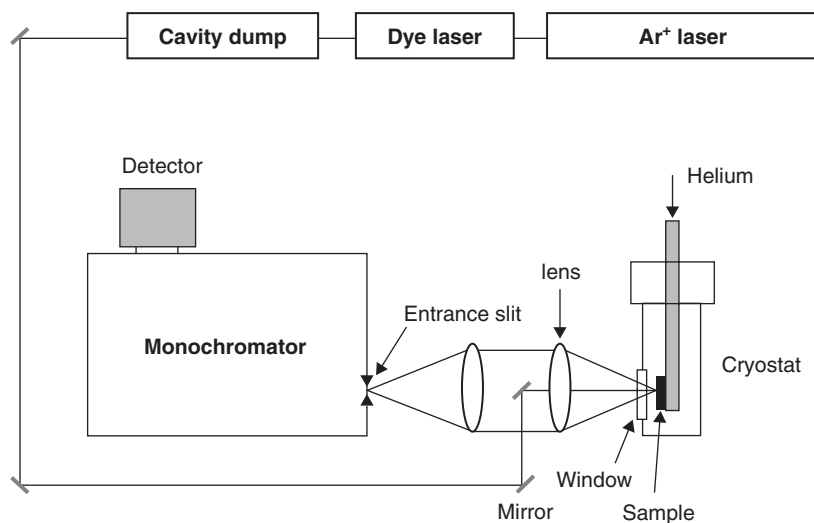 Cavity dump
Dye laser
Ar⁺ laser
Detector
Helium
lens
Entrance slit
Monochromator
Cryostat
Window
Mirror
Sample